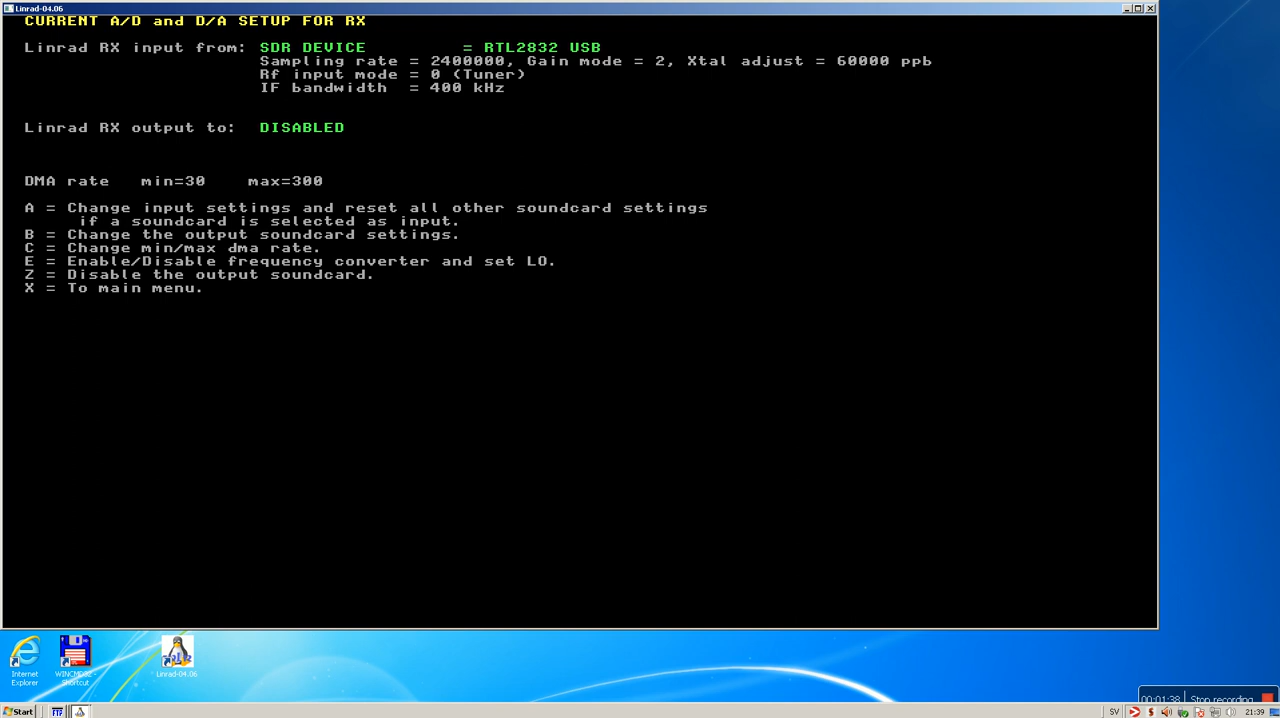 Linrad-04.06
CURRENT A/D and D/A SETUP FOR RX
Linrad RX input from: SDR DEVICE = RTL2832 USB
Sampling rate = 2400000, Gain mode = 2, Xtal adjust = 60000 ppb
Rf input mode = 0 (Tuner)
IF bandwidth = 400 kHz
Linrad RX output to: DISABLED
DMA rate min=30 max=300
A = Change input settings and reset all other soundcard settings
if a soundcard is selected as input.
B = Change the output soundcard settings.
C = Change min/max dma rate.
E = Enable/Disable frequency converter and set LO.
Z = Disable the output soundcard.
X = To main menu.
Internet
Explorer
WINCMD32 -
Shortcut
Linrad-04.06
00:01:38 Stop recording
Start
SV
21:39